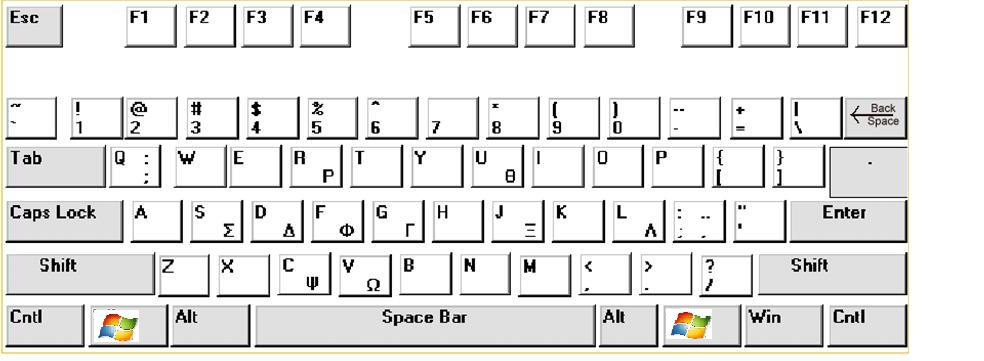 Esc F1 F2 F3 F4 F5 F6 F7 F8 F9 F10 F11 F12
~ ! @ # $ % ^ * ( ) -- + | Back
` 1 2 3 4 5 6 7 8 9 0 - = \ Space
Tab Q : W E R T Y U I O P { } .
; P θ [ ]
Caps Lock A S D F G H J K L : .. " Enter
Σ Δ Φ Γ Ξ Λ ; . '
Shift Z X C V B N M < > ? Shift
Ψ Ω , . /
Cntl Alt Space Bar Alt Win Cntl